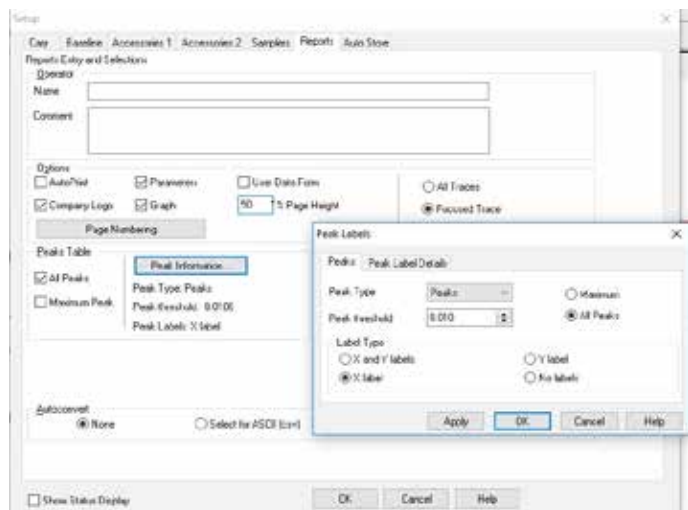 Setup
Cary Baseline Accessories 1 Accessories 2 Samples Reports Auto Store
Reports Entry and Selections
Operator
Name
Comment
Options
AutoPrint Parameters User Data Form All Traces
Company Logo Graph 50 % Page Height Focused Trace
Page Numbering
Peaks Table
Peak Information...
All Peaks
Peak Type: Peaks
Maximum Peak
Peak threshold: 0.0100
Peak Labels: X label
Autoconvert
None Select for ASCII (csv)
Show Status Display OK Cancel Help
Peak Labels
Peaks Peak Label Details
Peak Type Peaks Maximum
Peak threshold 0.010 All Peaks
Label Type
X and Y labels Y label
X label No labels
Apply OK Cancel Help